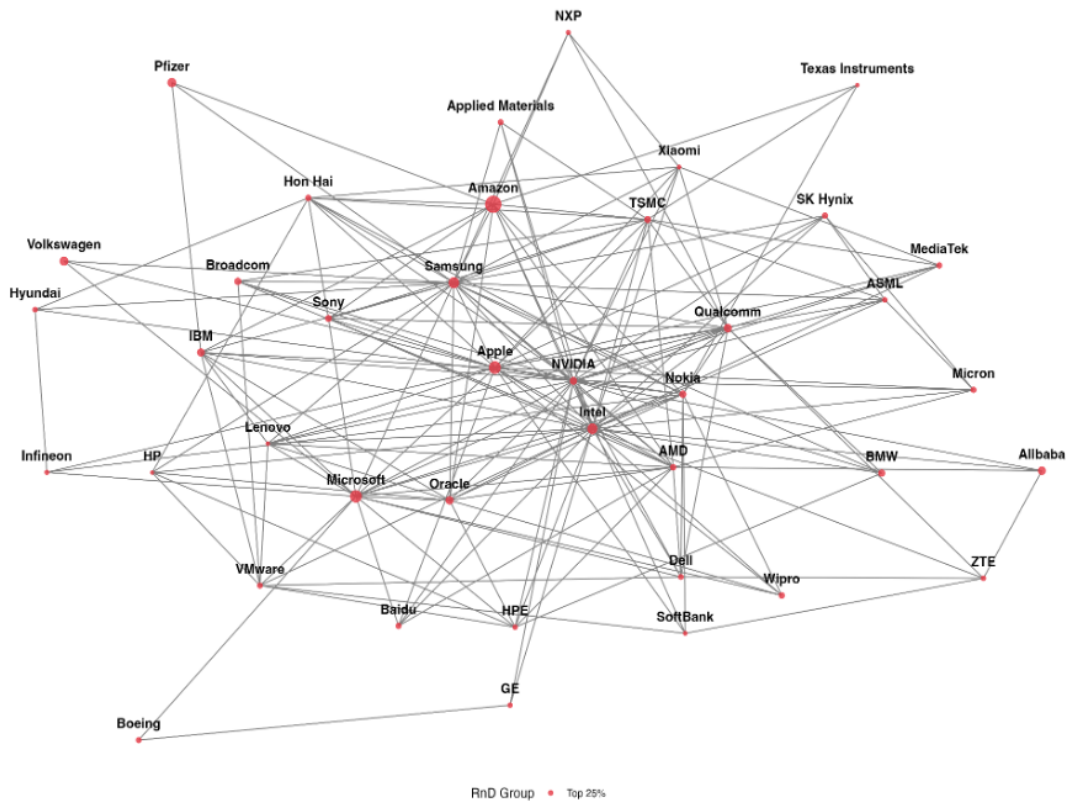 NXP
Pfizer
Texas Instruments
Applied Materials
Xiaomi
Hon Hai
Amazon
TSMC
SK Hynix
Volkswagen
MediaTek
Broadcom
Samsung
ASML
Hyundai
Sony
Qualcomm
IBM
Apple
NVIDIA
Nokia
Micron
Intel
Lenovo
Infineon
HP
AMD
BMW
Alibaba
Microsoft
Oracle
VMware
Dell
Wipro
ZTE
Baidu
HPE
SoftBank
GE
Boeing
RnD Group
Top 25%